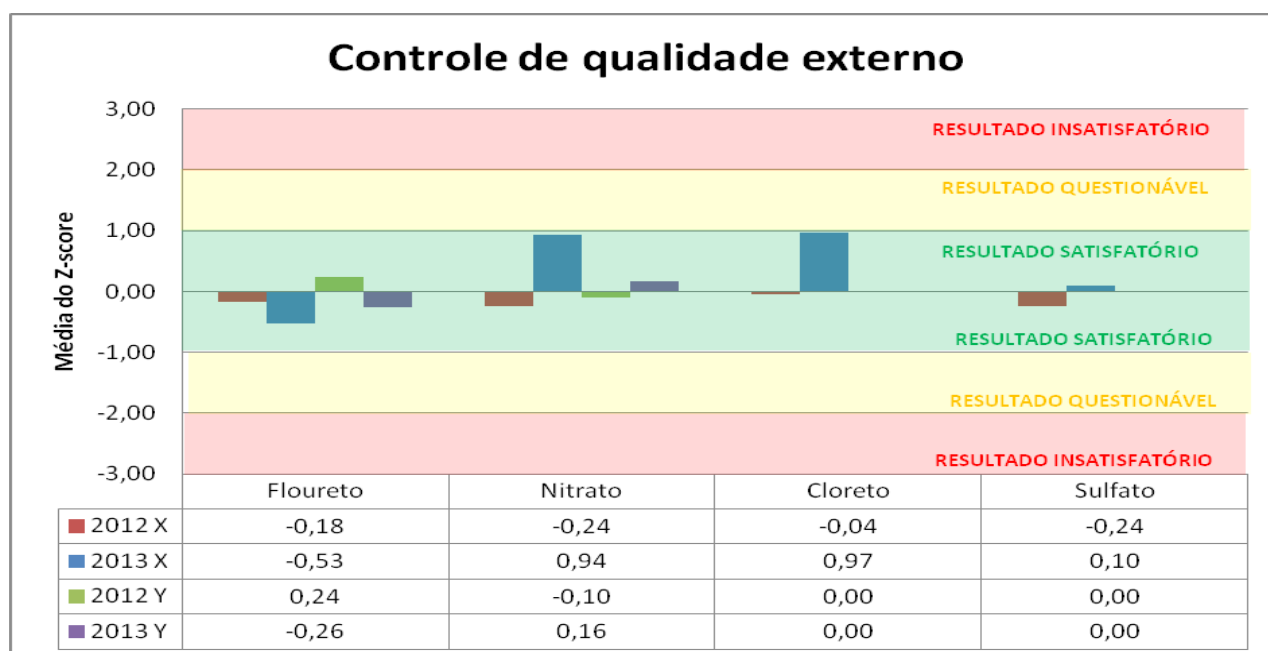 Controle de qualidade externo
Média do Z-score
3,00
RESULTADO INSATISFATÓRIO
2,00
RESULTADO QUESTIONÁVEL
1,00
RESULTADO SATISFATÓRIO
0,00
RESULTADO SATISFATÓRIO
-1,00
RESULTADO QUESTIONÁVEL
-2,00
RESULTADO INSATISFATÓRIO
-3,00
Floureto Nitrato Cloreto Sulfato
2012 X -0,18 -0,24 -0,04 -0,24
2013 X -0,53 0,94 0,97 0,10
2012 Y 0,24 -0,10 0,00 0,00
2013 Y -0,26 0,16 0,00 0,00